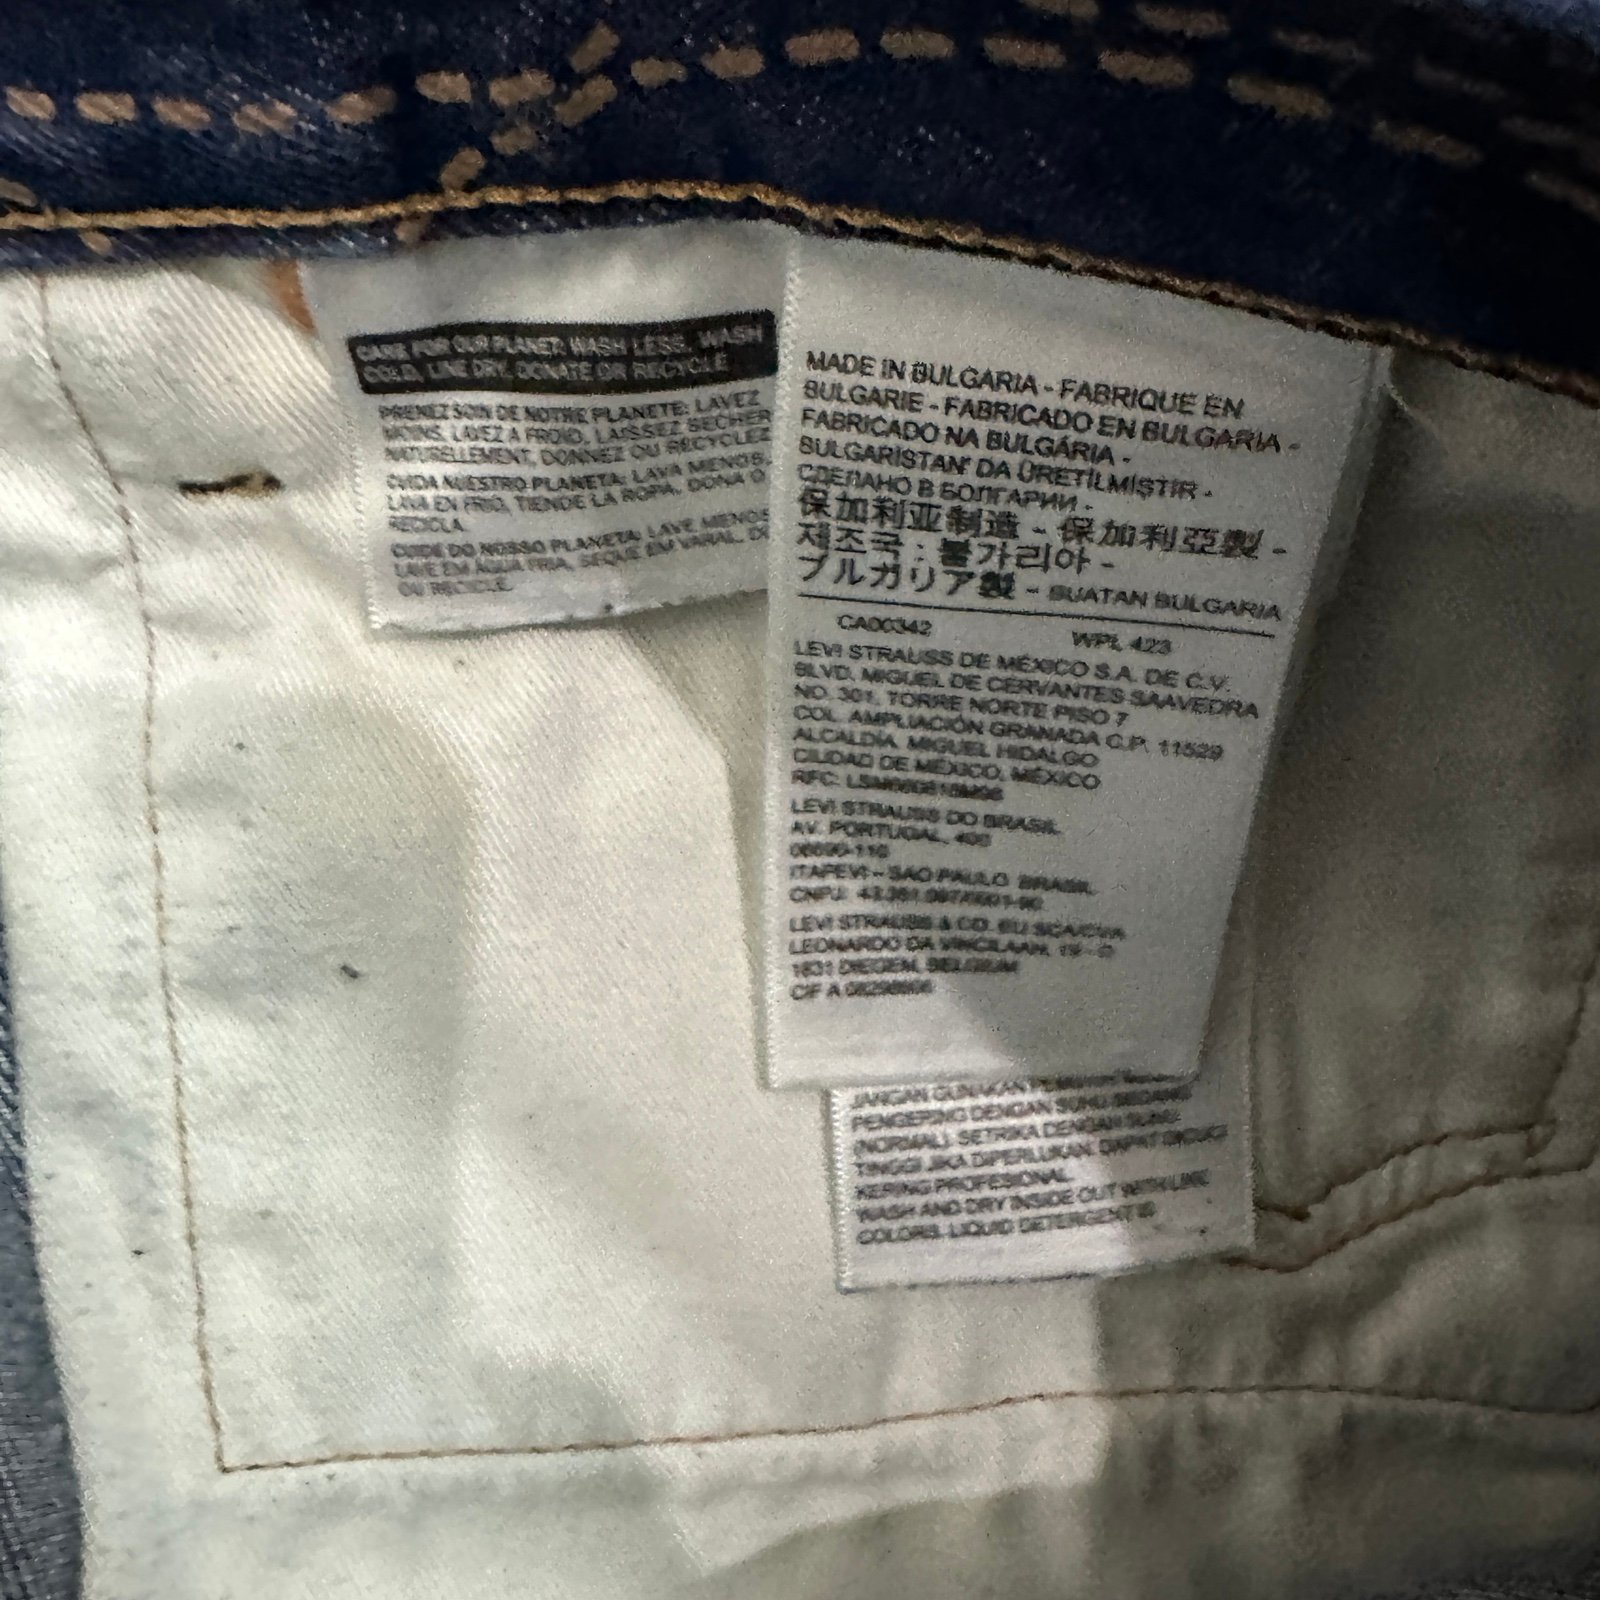 CARE FOR OUR PLANET: WASH LESS, WASH
COLD, LINE DRY, DONATE OR RECYCLE
PRENEZ SOIN DE NOTRE PLANETE: LAVEZ
MOINS, LAVEZ A FROID, LAISSEZ SECHER
NATURELLEMENT, DONNEZ OU RECYCLEZ
CUIDA NUESTRO PLANETA: LAVA MENOS,
LAVA EN FRIO, TIENDE LA ROPA, DONA O
RECICLA
CUIDE DO NOSSO PLANETA: LAVE MENOS
LAVE EM AGUA FRIA, SEQUE EM VARAL, D
OU RECICLE
MADE IN BULGARIA - FABRIQUE EN
BULGARIE - FABRICADO EN BULGARIA -
FABRICADO NA BULGÁRIA -
BULGARISTAN' DA ÜRETİLMİSTİR -
СДЕЛАНО В БОЛГАРИИ -
保加利亚制造 - 保加利亞製 -
제조국 : 불가리아 -
ブルガリア製 - BUATAN BULGARIA
CA00342 WPL 423
LEVI STRAUSS DE MÉXICO S.A. DE C.V.
BLVD. MIGUEL DE CERVANTES SAAVEDRA
NO. 301, TORRE NORTE PISO 7
COL. AMPLIACIÓN GRANADA C.P. 11529
ALCALDÍA MIGUEL HIDALGO
CIUDAD DE MÉXICO, MÉXICO
RFC:
LEVI STRAUSS DO BRASIL
AV. PORTUGAL, 400
06690-110
ITAPEVI - SAO PAULO BRASIL
CNPJ:
LEVI STRAUSS & CO. EU
LEONARDO DA VINCILAAN, 19 -
1831 DIEGEM, BELGIUM
CIF A
JANGAN GUNAKAN
PENGERING DENGAN SUHU SEDANG
(NORMAL). SETRIKA DENGAN SUHU
TINGGI JIKA DIPERLUKAN. DAPAT DICUCI
KERING PROFESIONAL
WASH AND DRY INSIDE OUT WITH LIKE
COLORS. LIQUID DETERGENT IS